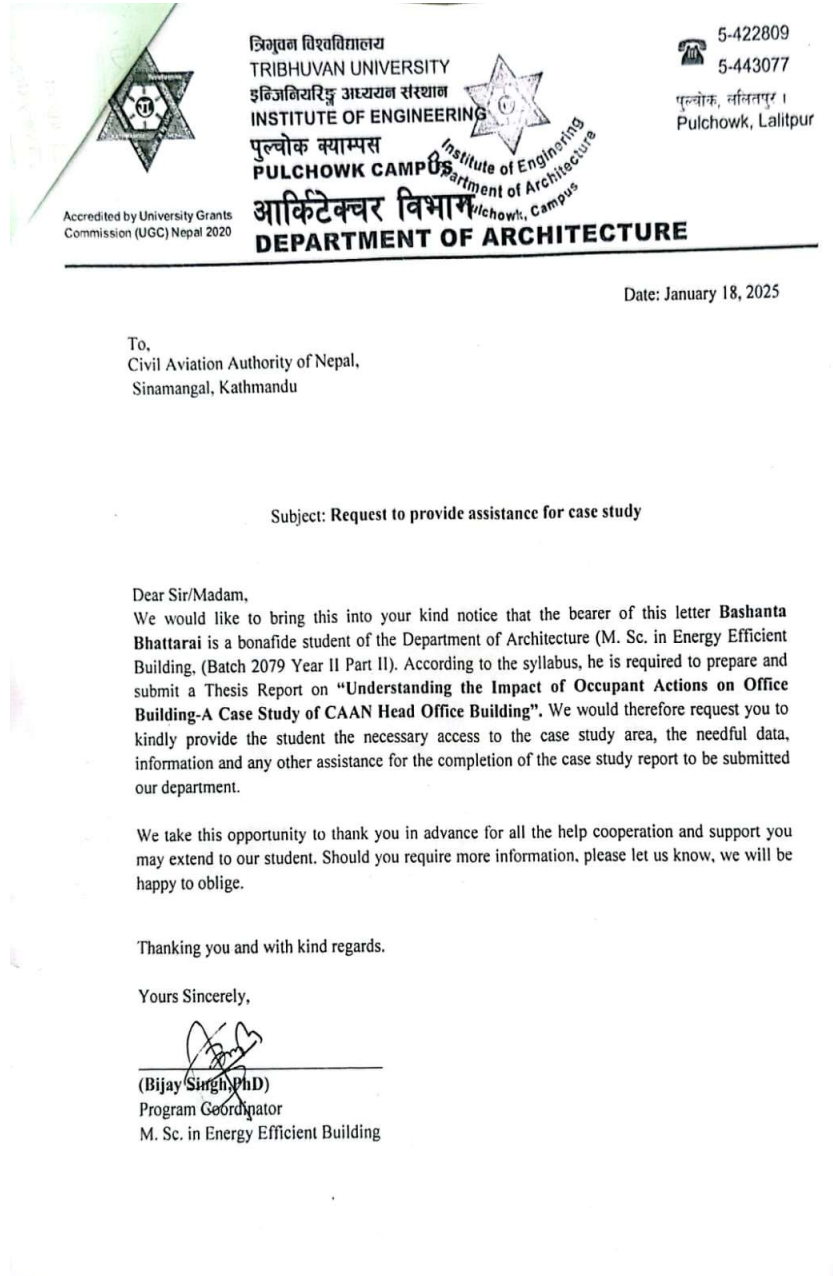 त्रिभुवन विश्वविद्यालय
TRIBHUVAN UNIVERSITY
इन्जिनियरिङ्ग अध्ययन संस्थान
INSTITUTE OF ENGINEERING
पुल्चोक क्याम्पस
PULCHOWK CAMPUS
आर्किटेक्चर विभाग
DEPARTMENT OF ARCHITECTURE
Accredited by University Grants
Commission (UGC) Nepal 2020
Institute of Enginering
Department of Architecture
Pulchowk, Campus
5-422809
5-443077
पुल्चोक, ललितपुर ।
Pulchowk, Lalitpur
Date: January 18, 2025
To,
Civil Aviation Authority of Nepal,
Sinamangal, Kathmandu
Subject: Request to provide assistance for case study
Dear Sir/Madam,
We would like to bring this into your kind notice that the bearer of this letter Bashanta
Bhattarai is a bonafide student of the Department of Architecture (M. Sc. in Energy Efficient
Building, (Batch 2079 Year II Part II). According to the syllabus, he is required to prepare and
submit a Thesis Report on “Understanding the Impact of Occupant Actions on Office
Building-A Case Study of CAAN Head Office Building”. We would therefore request you to
kindly provide the student the necessary access to the case study area, the needful data,
information and any other assistance for the completion of the case study report to be submitted
our department.
We take this opportunity to thank you in advance for all the help cooperation and support you
may extend to our student. Should you require more information, please let us know, we will be
happy to oblige.
Thanking you and with kind regards.
Yours Sincerely,
(Bijay Singh,PhD)
Program Coordinator
M. Sc. in Energy Efficient Building